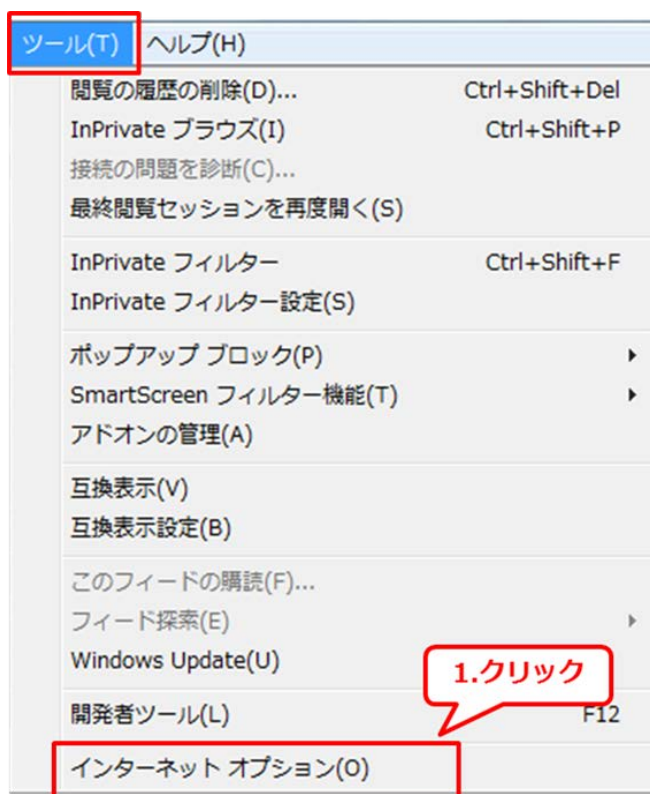 ツール(T) ヘルプ(H)
閲覧の履歴の削除(D)... Ctrl+Shift+Del
InPrivate ブラウズ(I) Ctrl+Shift+P
接続の問題を診断(C)...
最終閲覧セッションを再度開く(S)
InPrivate フィルター Ctrl+Shift+F
InPrivate フィルター設定(S)
ポップアップ ブロック(P)
SmartScreen フィルター機能(T)
アドオンの管理(A)
互換表示(V)
互換表示設定(B)
このフィードの購読(F)...
フィード探索(E)
Windows Update(U)
1.クリック
開発者ツール(L) F12
インターネット オプション(O)